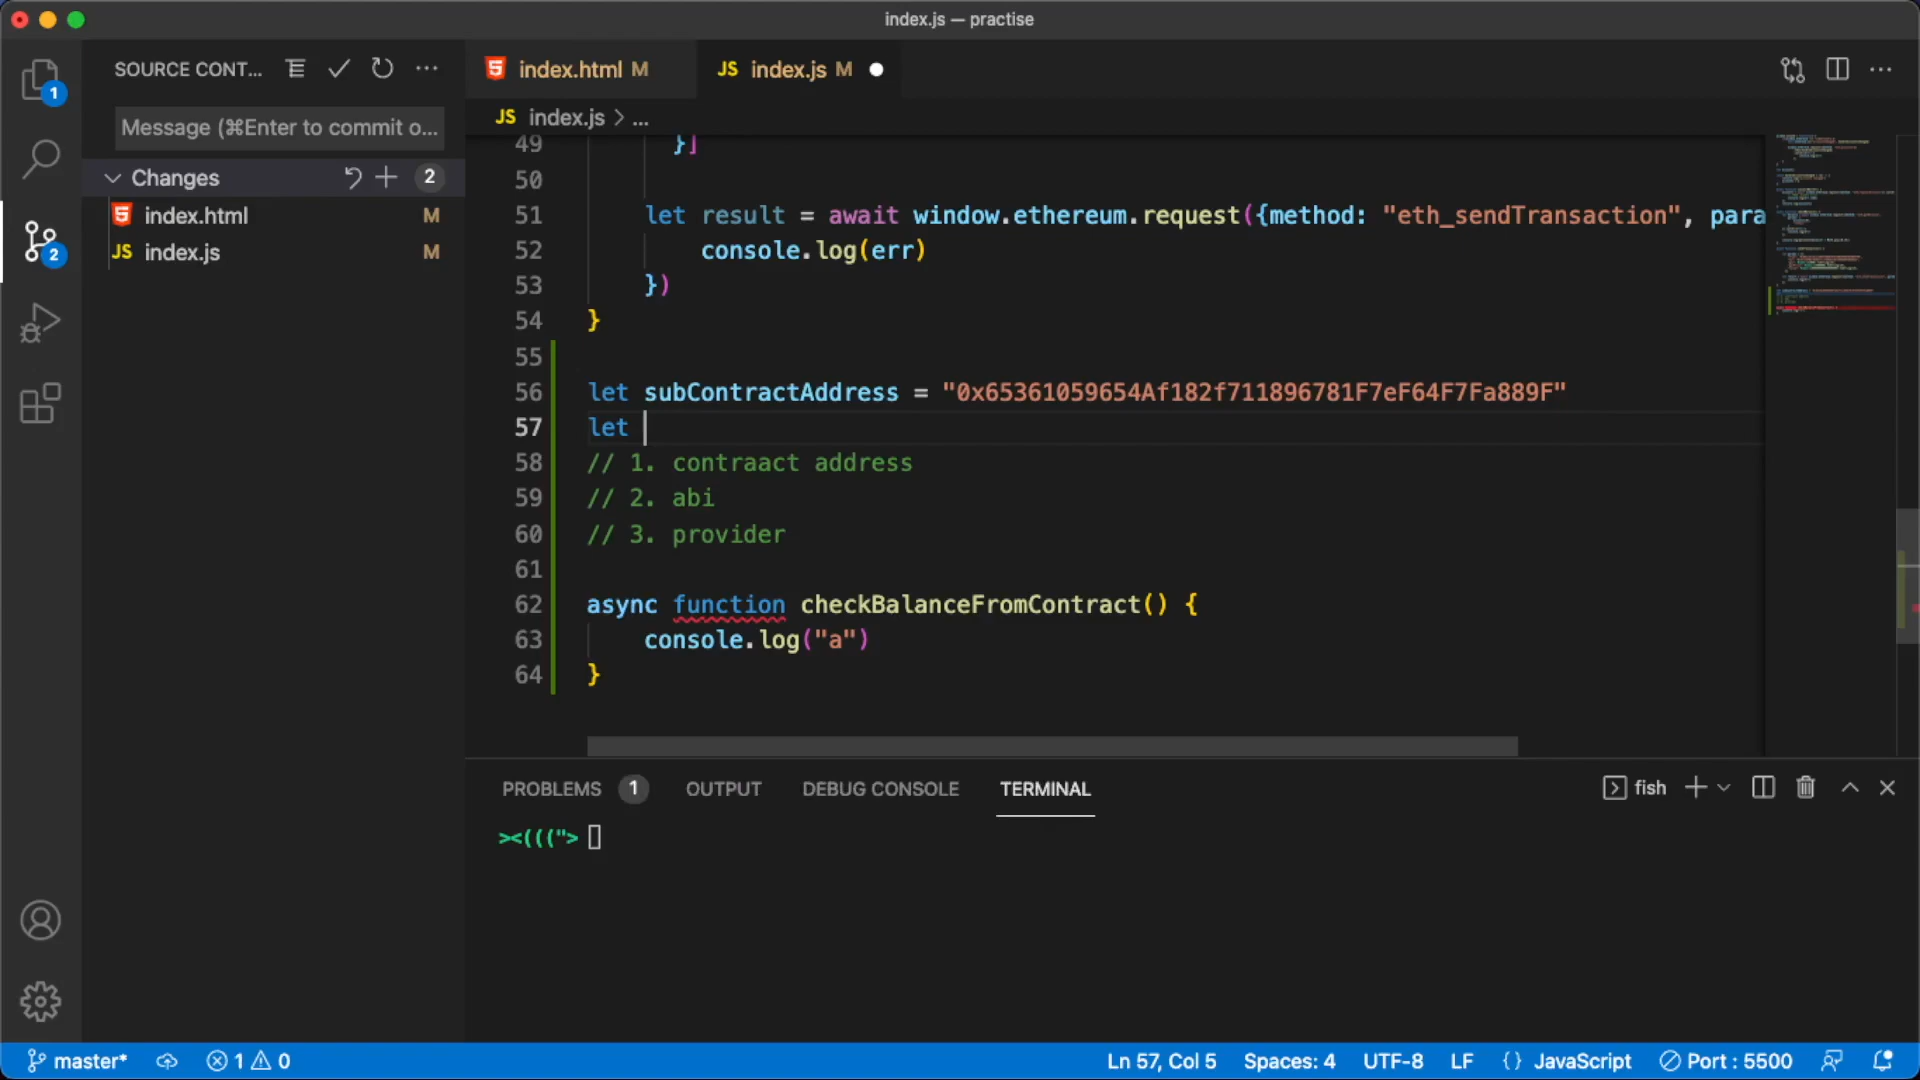 index.js — practise
SOURCE CONT...
index.html M
JS index.js M
1
Message (⌘Enter to commit o...
JS index.js > ...
Changes 2
index.html M
JS index.js M
2
49 }]
50
51 let result = await window.ethereum.request({method: "eth_sendTransaction", para
52 console.log(err)
53 })
54 }
55
56 let subContractAddress = "0x65361059654Af182f711896781F7eF64F7Fa889F"
57 let
58 // 1. contraact address
59 // 2. abi
60 // 3. provider
61
62 async function checkBalanceFromContract() {
63 console.log("a")
64 }
PROBLEMS 1 OUTPUT DEBUG CONSOLE TERMINAL
fish
><(((">
master* 1 0
Ln 57, Col 5 Spaces: 4 UTF-8 LF {} JavaScript Port : 5500